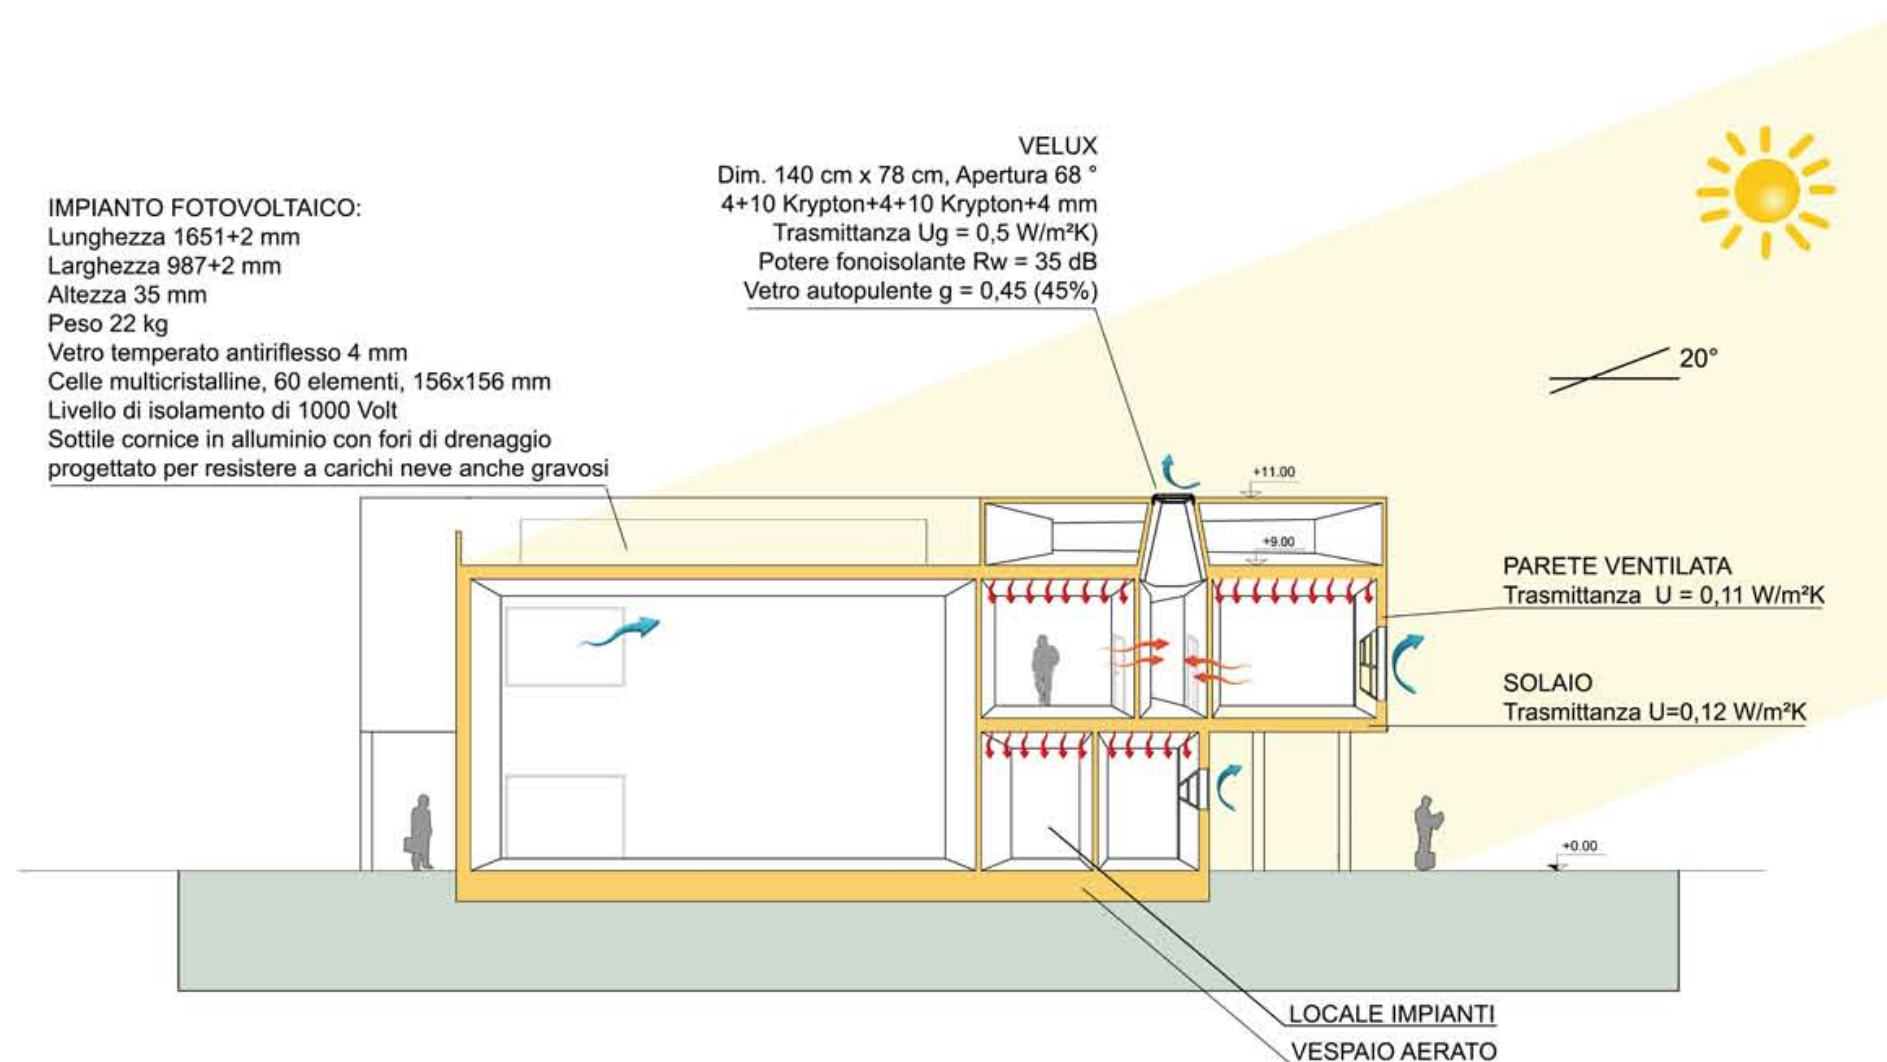 VELUX
Dim. 140 cm x 78 cm, Apertura 68 °
4+10 Krypton+4+10 Krypton+4 mm
Trasmittanza Ug = 0,5 W/m²K)
Potere fonoisolante Rw = 35 dB
Vetro autopulente g = 0,45 (45%)
IMPIANTO FOTOVOLTAICO:
Lunghezza 1651+2 mm
Larghezza 987+2 mm
Altezza 35 mm
Peso 22 kg
Vetro temperato antiriflesso 4 mm
Celle multicristalline, 60 elementi, 156x156 mm
Livello di isolamento di 1000 Volt
Sottile cornice in alluminio con fori di drenaggio
progettato per resistere a carichi neve anche gravosi
20°
+11.00
+9.00
PARETE VENTILATA
Trasmittanza U = 0,11 W/m²K
SOLAIO
Trasmittanza U=0,12 W/m²K
+0.00
LOCALE IMPIANTI
VESPAIO AERATO